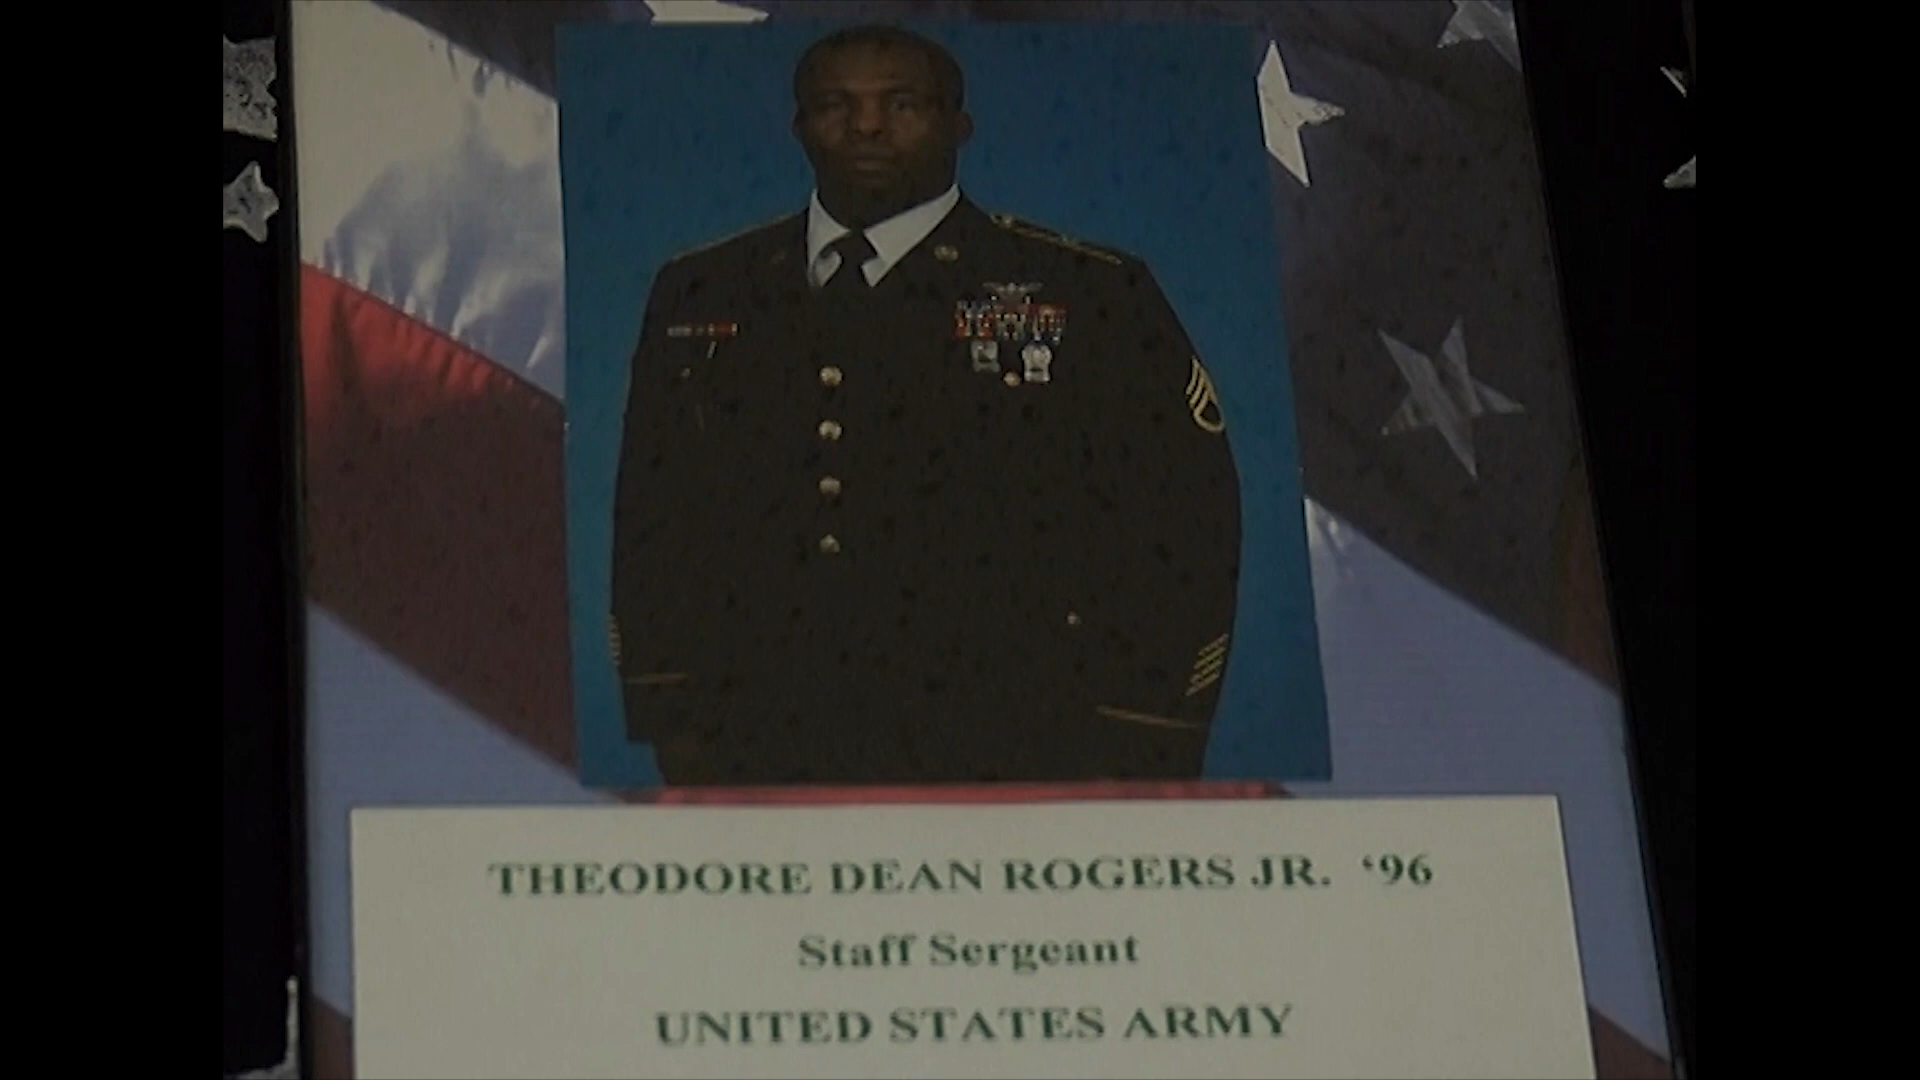 THEODORE DEAN ROGERS JR. ‘96
Staff Sergeant
UNITED STATES ARMY